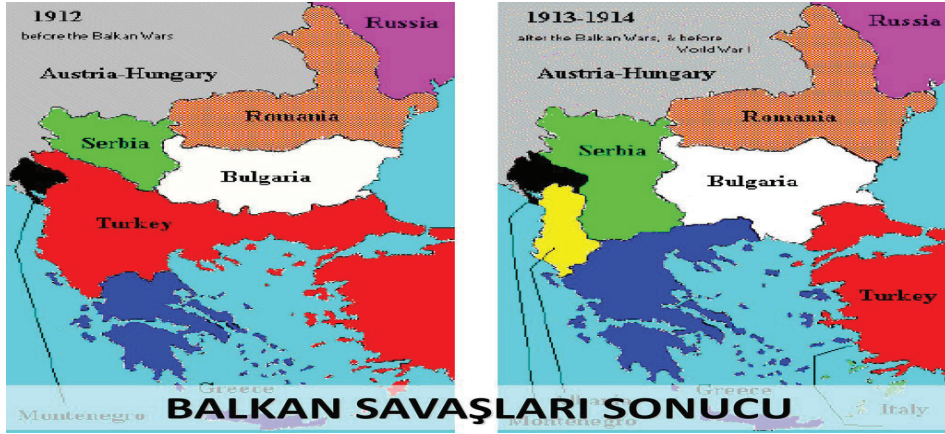 1912
before the Balkan Wars
Russia
Austria-Hungary
Romania
Serbia
Bulgaria
Turkey
Greece
Montenegro
1913-1914
after the Balkan Wars, & before
World War I
Russia
Austria-Hungary
Romania
Serbia
Bulgaria
Turkey
Albania
Greece
Montenegro
Italy
BALKAN SAVAŞLARI SONUCU